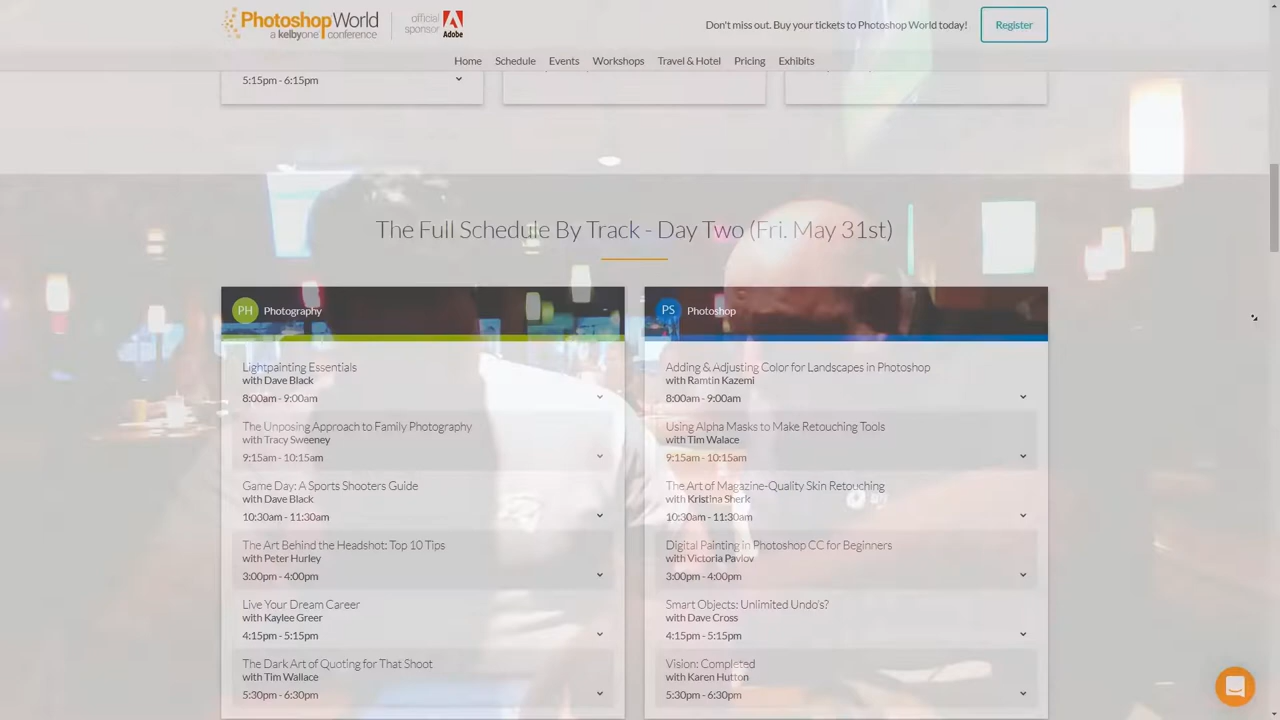 PhotoshopWorld
a kelbyone conference
official
sponsor
Adobe
Don't miss out. Buy your tickets to Photoshop World today!
Register
Home
Schedule
Events
Workshops
Travel & Hotel
Pricing
Exhibits
5:15pm - 6:15pm
The Full Schedule By Track - Day Two (Fri. May 31st)
PH Photography
Lightpainting Essentials
with Dave Black
8:00am - 9:00am
The Unposing Approach to Family Photography
with Tracy Sweeney
9:15am - 10:15am
Game Day: A Sports Shooters Guide
with Dave Black
10:30am - 11:30am
The Art Behind the Headshot: Top 10 Tips
with Peter Hurley
3:00pm - 4:00pm
Live Your Dream Career
with Kaylee Greer
4:15pm - 5:15pm
The Dark Art of Quoting for That Shoot
with Tim Wallace
5:30pm - 6:30pm
PS Photoshop
Adding & Adjusting Color for Landscapes in Photoshop
with Ramtin Kazemi
8:00am - 9:00am
Using Alpha Masks to Make Retouching Tools
with Tim Walace
9:15am - 10:15am
The Art of Magazine-Quality Skin Retouching
with Kristina Sherk
10:30am - 11:30am
Digital Painting in Photoshop CC for Beginners
with Victoria Pavlov
3:00pm - 4:00pm
Smart Objects: Unlimited Undo's?
with Dave Cross
4:15pm - 5:15pm
Vision: Completed
with Karen Hutton
5:30pm - 6:30pm